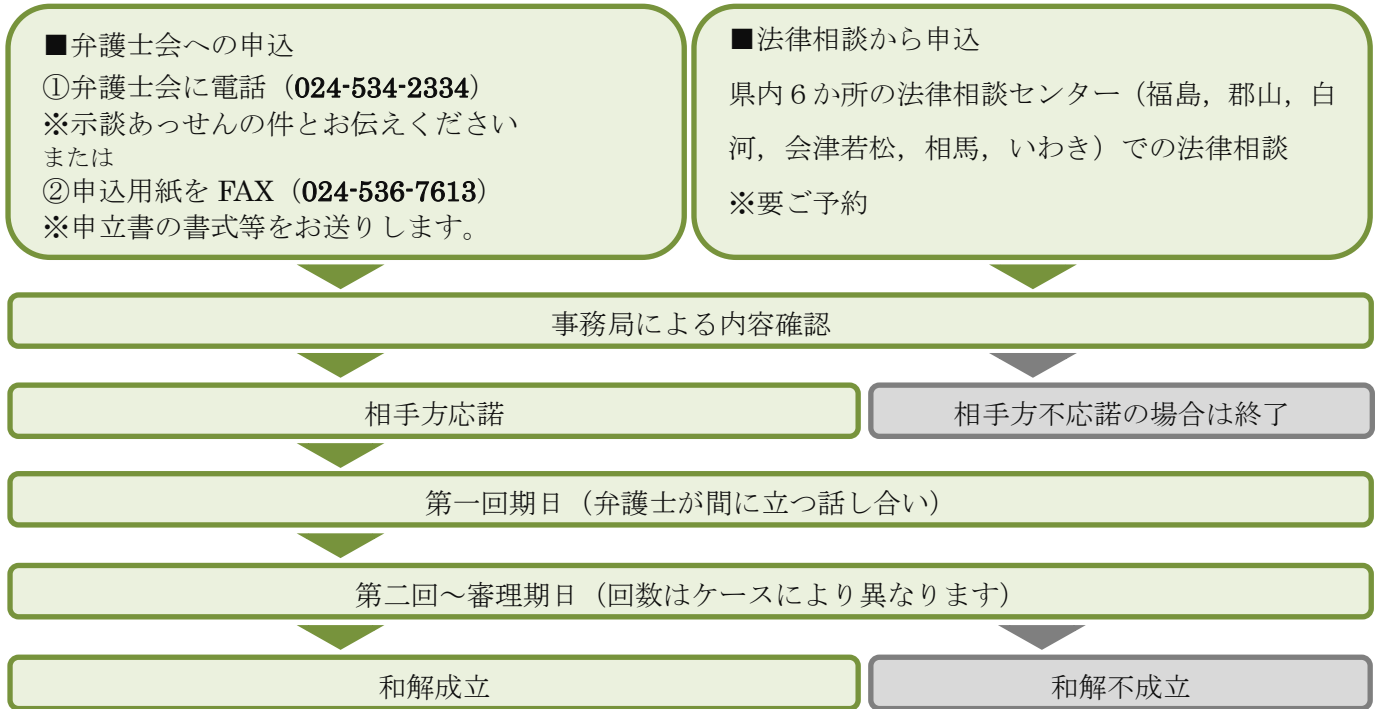 ■弁護士会への申込
①弁護士会に電話（024-534-2334）
※示談あっせんの件とお伝えください
または
②申込用紙を FAX（024-536-7613）
※申立書の書式等をお送りします。
■法律相談から申込
県内６か所の法律相談センター（福島，郡山，白
河，会津若松，相馬，いわき）での法律相談
※要ご予約
事務局による内容確認
相手方応諾
相手方不応諾の場合は終了
第一回期日（弁護士が間に立つ話し合い）
第二回～審理期日（回数はケースにより異なります）
和解成立
和解不成立